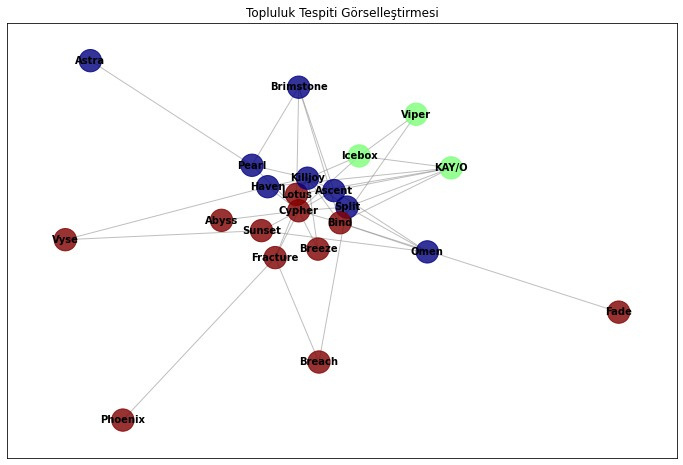 Topluluk Tespiti Görselleştirmesi
Astra
Brimstone
Viper
Icebox
Pearl
KAY/O
Killjoy
Haven
Ascent
Lotus
Split
Cypher
Abyss
Bind
Sunset
Vyse
Breeze
Omen
Fracture
Fade
Breach
Phoenix